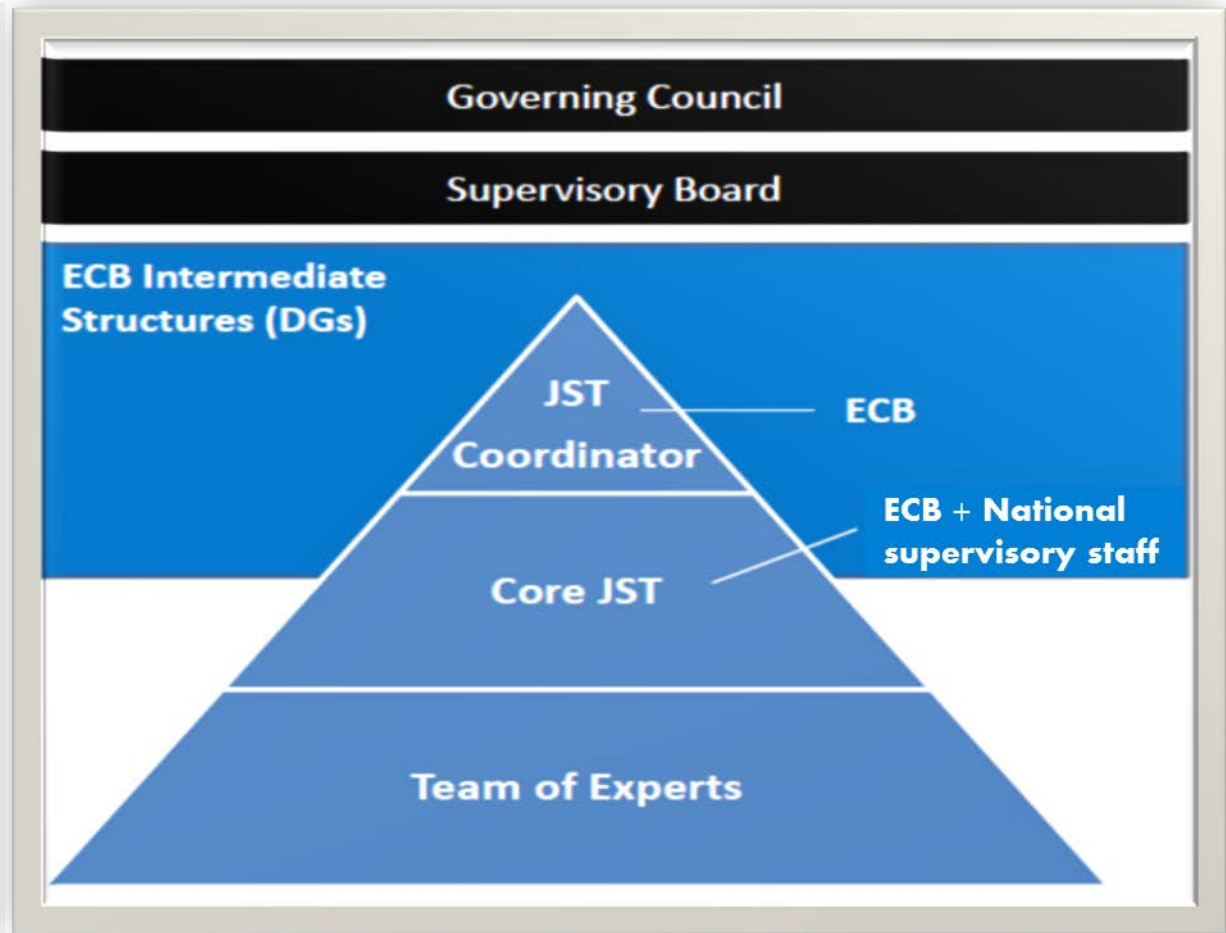 Governing Council
Supervisory Board
ECB Intermediate
Structures (DGs)
JST
Coordinator
ECB
ECB + National
supervisory staff
Core JST
Team of Experts